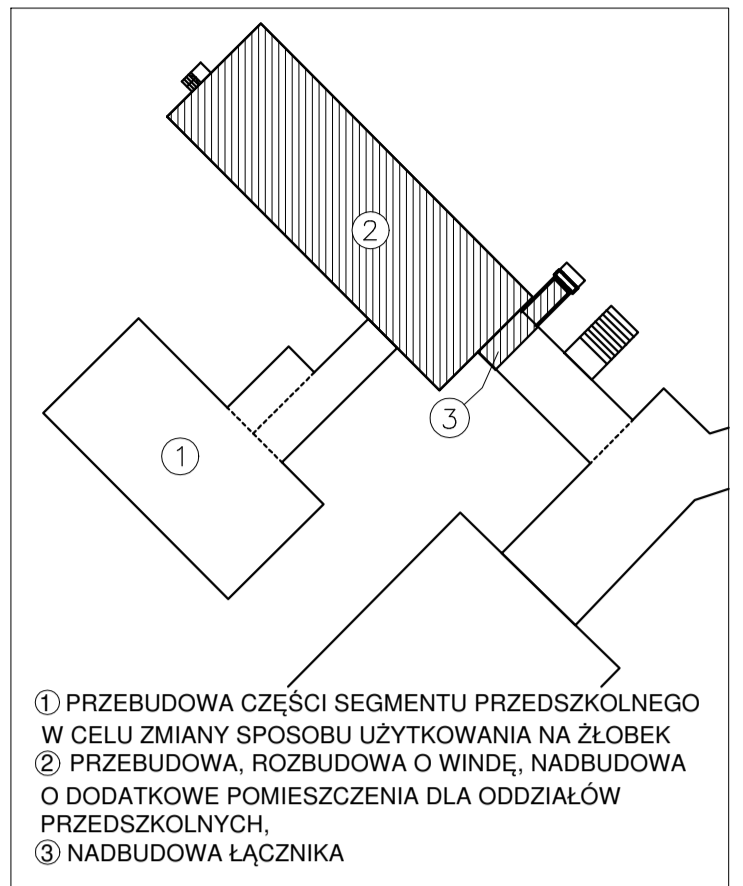 2
3
1
① PRZEBUDOWA CZĘŚCI SEGMENTU PRZEDSZKOLNEGO
W CELU ZMIANY SPOSOBU UŻYTKOWANIA NA ŻŁOBEK
② PRZEBUDOWA, ROZBUDOWA O WINDĘ, NADBUDOWA
O DODATKOWE POMIESZCZENIA DLA ODDZIAŁÓW
PRZEDSZKOLNYCH,
③ NADBUDOWA ŁĄCZNIKA